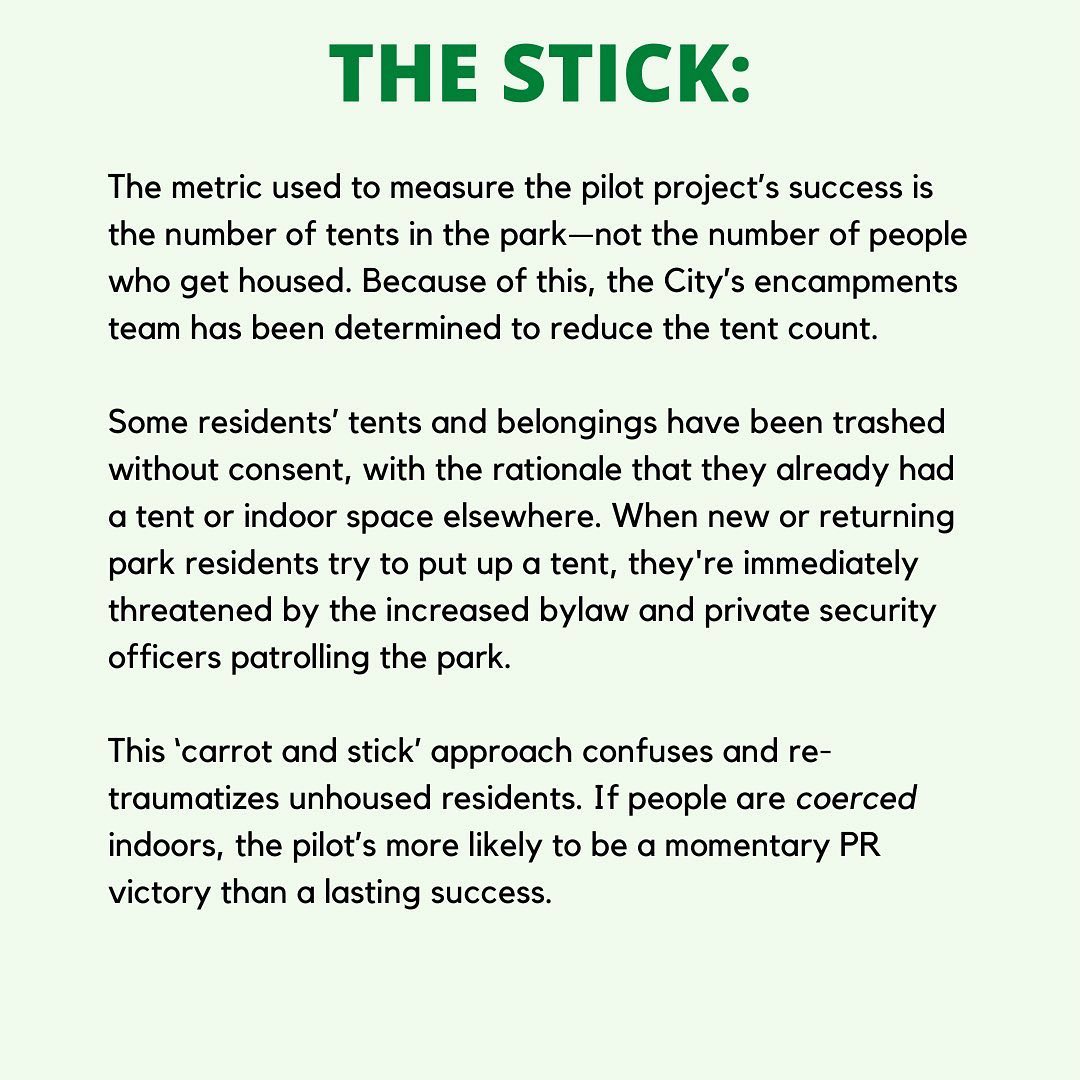 THE STICK:
The metric used to measure the pilot project’s success is
the number of tents in the park—not the number of people
who get housed. Because of this, the City’s encampments
team has been determined to reduce the tent count.
Some residents’ tents and belongings have been trashed
without consent, with the rationale that they already had
a tent or indoor space elsewhere. When new or returning
park residents try to put up a tent, they're immediately
threatened by the increased bylaw and private security
officers patrolling the park.
This ‘carrot and stick’ approach confuses and re-
traumatizes unhoused residents. If people are coerced
indoors, the pilot’s more likely to be a momentary PR
victory than a lasting success.